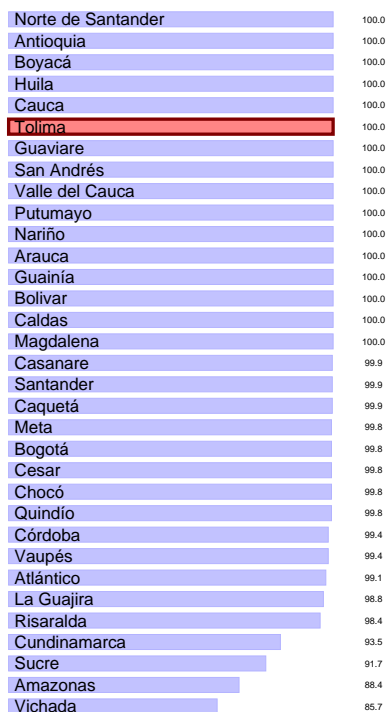 Norte de Santander 100.0
Antioquia 100.0
Boyacá 100.0
Huila 100.0
Cauca 100.0
Tolima 100.0
Guaviare 100.0
San Andrés 100.0
Valle del Cauca 100.0
Putumayo 100.0
Nariño 100.0
Arauca 100.0
Guainía 100.0
Bolivar 100.0
Caldas 100.0
Magdalena 100.0
Casanare 99.9
Santander 99.9
Caquetá 99.9
Meta 99.8
Bogotá 99.8
Cesar 99.8
Chocó 99.8
Quindío 99.8
Córdoba 99.4
Vaupés 99.4
Atlántico 99.1
La Guajira 98.8
Risaralda 98.4
Cundinamarca 93.5
Sucre 91.7
Amazonas 88.4
Vichada 85.7